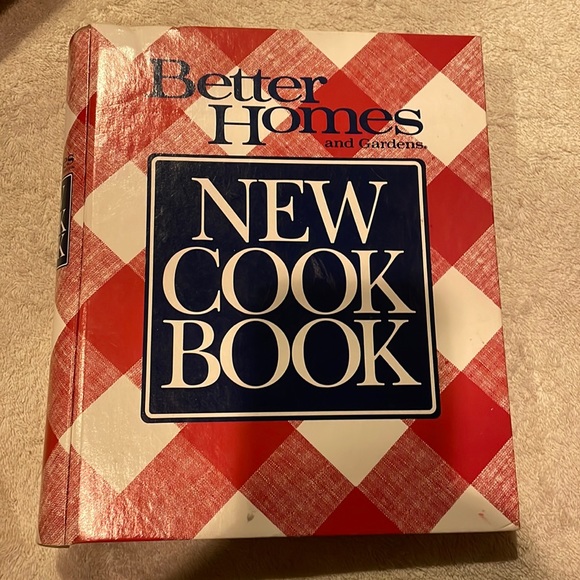 Better
Homes
and Gardens.
NEW
COOK
BOOK